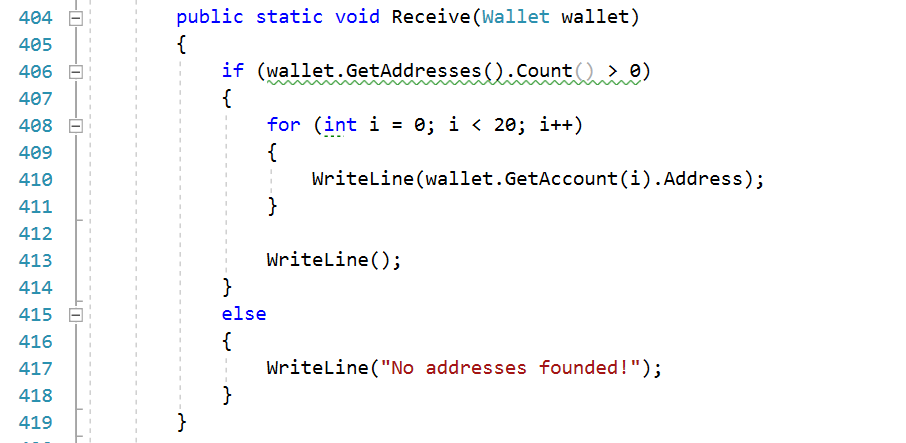 404 public static void Receive(Wallet wallet)
405 {
406 if (wallet.GetAddresses().Count() > 0)
407 {
408 for (int i = 0; i < 20; i++)
409 {
410 WriteLine(wallet.GetAccount(i).Address);
411 }
412
413 WriteLine();
414 }
415 else
416 {
417 WriteLine("No addresses founded!");
418 }
419 }